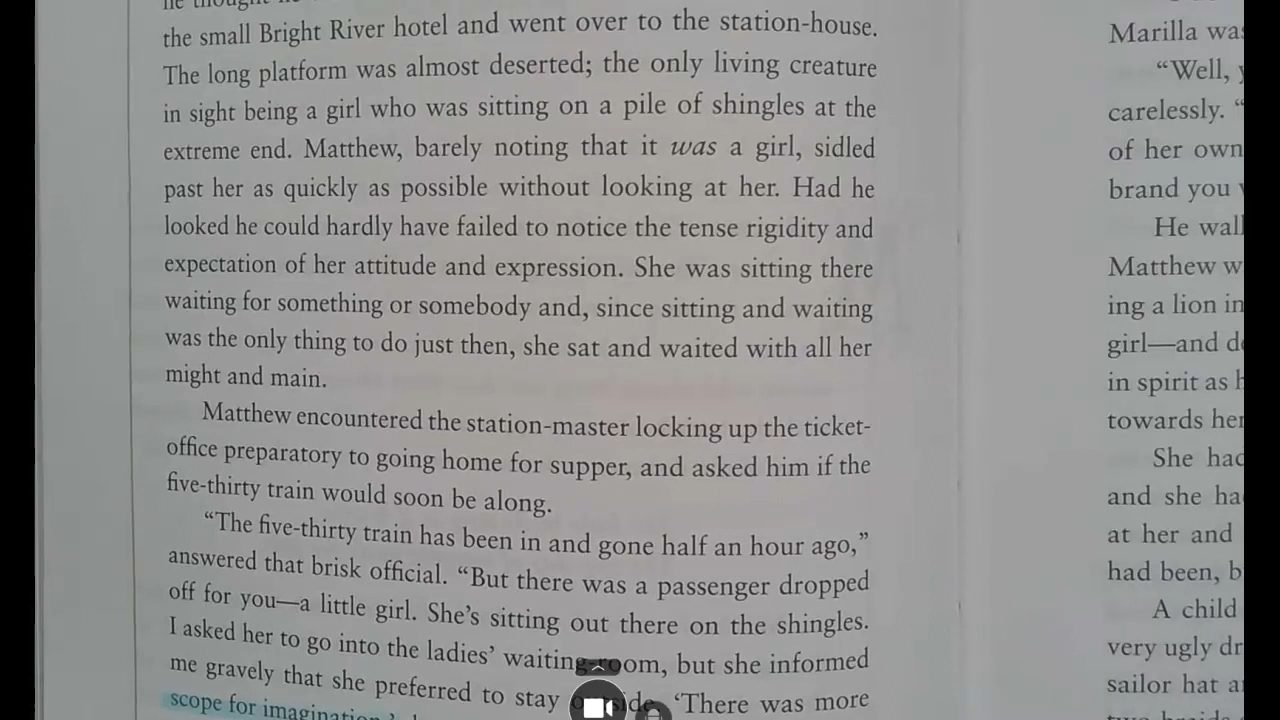 the small Bright River hotel and went over to the station-house.
The long platform was almost deserted; the only living creature
in sight being a girl who was sitting on a pile of shingles at the
extreme end. Matthew, barely noting that it was a girl, sidled
past her as quickly as possible without looking at her. Had he
looked he could hardly have failed to notice the tense rigidity and
expectation of her attitude and expression. She was sitting there
waiting for something or somebody and, since sitting and waiting
was the only thing to do just then, she sat and waited with all her
might and main.
Matthew encountered the station-master locking up the ticket-
office preparatory to going home for supper, and asked him if the
five-thirty train would soon be along.
“The five-thirty train has been in and gone half an hour ago,”
answered that brisk official. “But there was a passenger dropped
off for you—a little girl. She’s sitting out there on the shingles.
I asked her to go into the ladies’ waiting-room, but she informed
me gravely that she preferred to stay outside. ‘There was more
scope for imagination,’
Marilla was
“Well,
carelessly. “
of her own
brand you
He wal
Matthew w
ing a lion in
girl—and d
in spirit as h
towards her
She had
and she ha
at her and
had been, b
A child
very ugly dr
sailor hat a